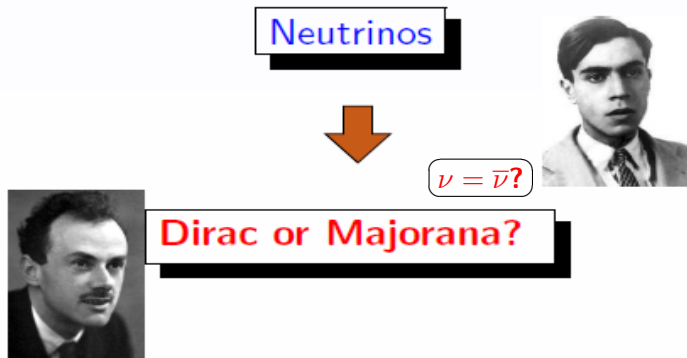 Neutrinos
ν = ν̅?
Dirac or Majorana?